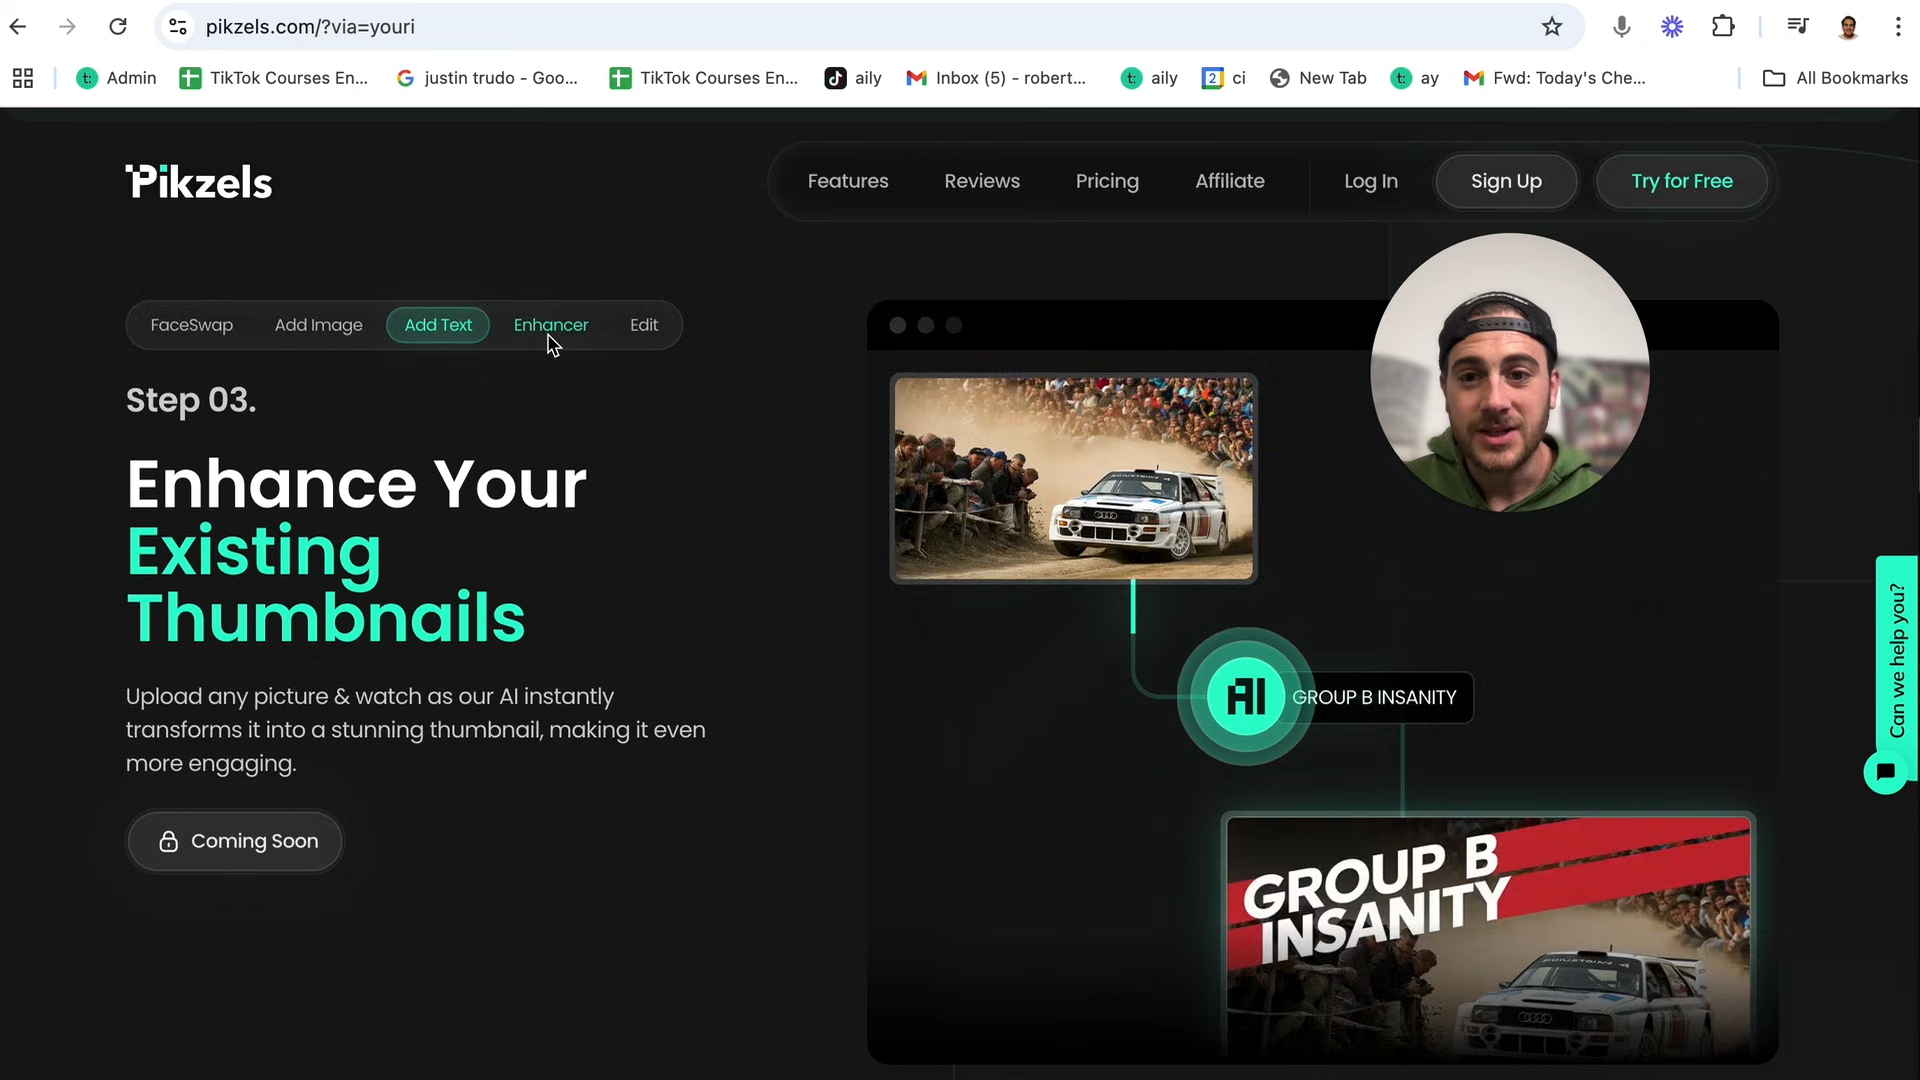 pikzels.com/?via=youri
Admin
TikTok Courses En...
justin trudo - Goo...
TikTok Courses En...
aily
Inbox (5) - robert...
aily
2
ci
New Tab
ay
Fwd: Today's Che...
All Bookmarks
Pikzels
Features
Reviews
Pricing
Affiliate
Log In
Sign Up
Try for Free
FaceSwap
Add Image
Add Text
Enhancer
Edit
Step 03.
Enhance Your
Existing
Thumbnails
Upload any picture & watch as our AI instantly
transforms it into a stunning thumbnail, making it even
more engaging.
Coming Soon
AI
GROUP B INSANITY
GROUP B
INSANITY
Can we help you?